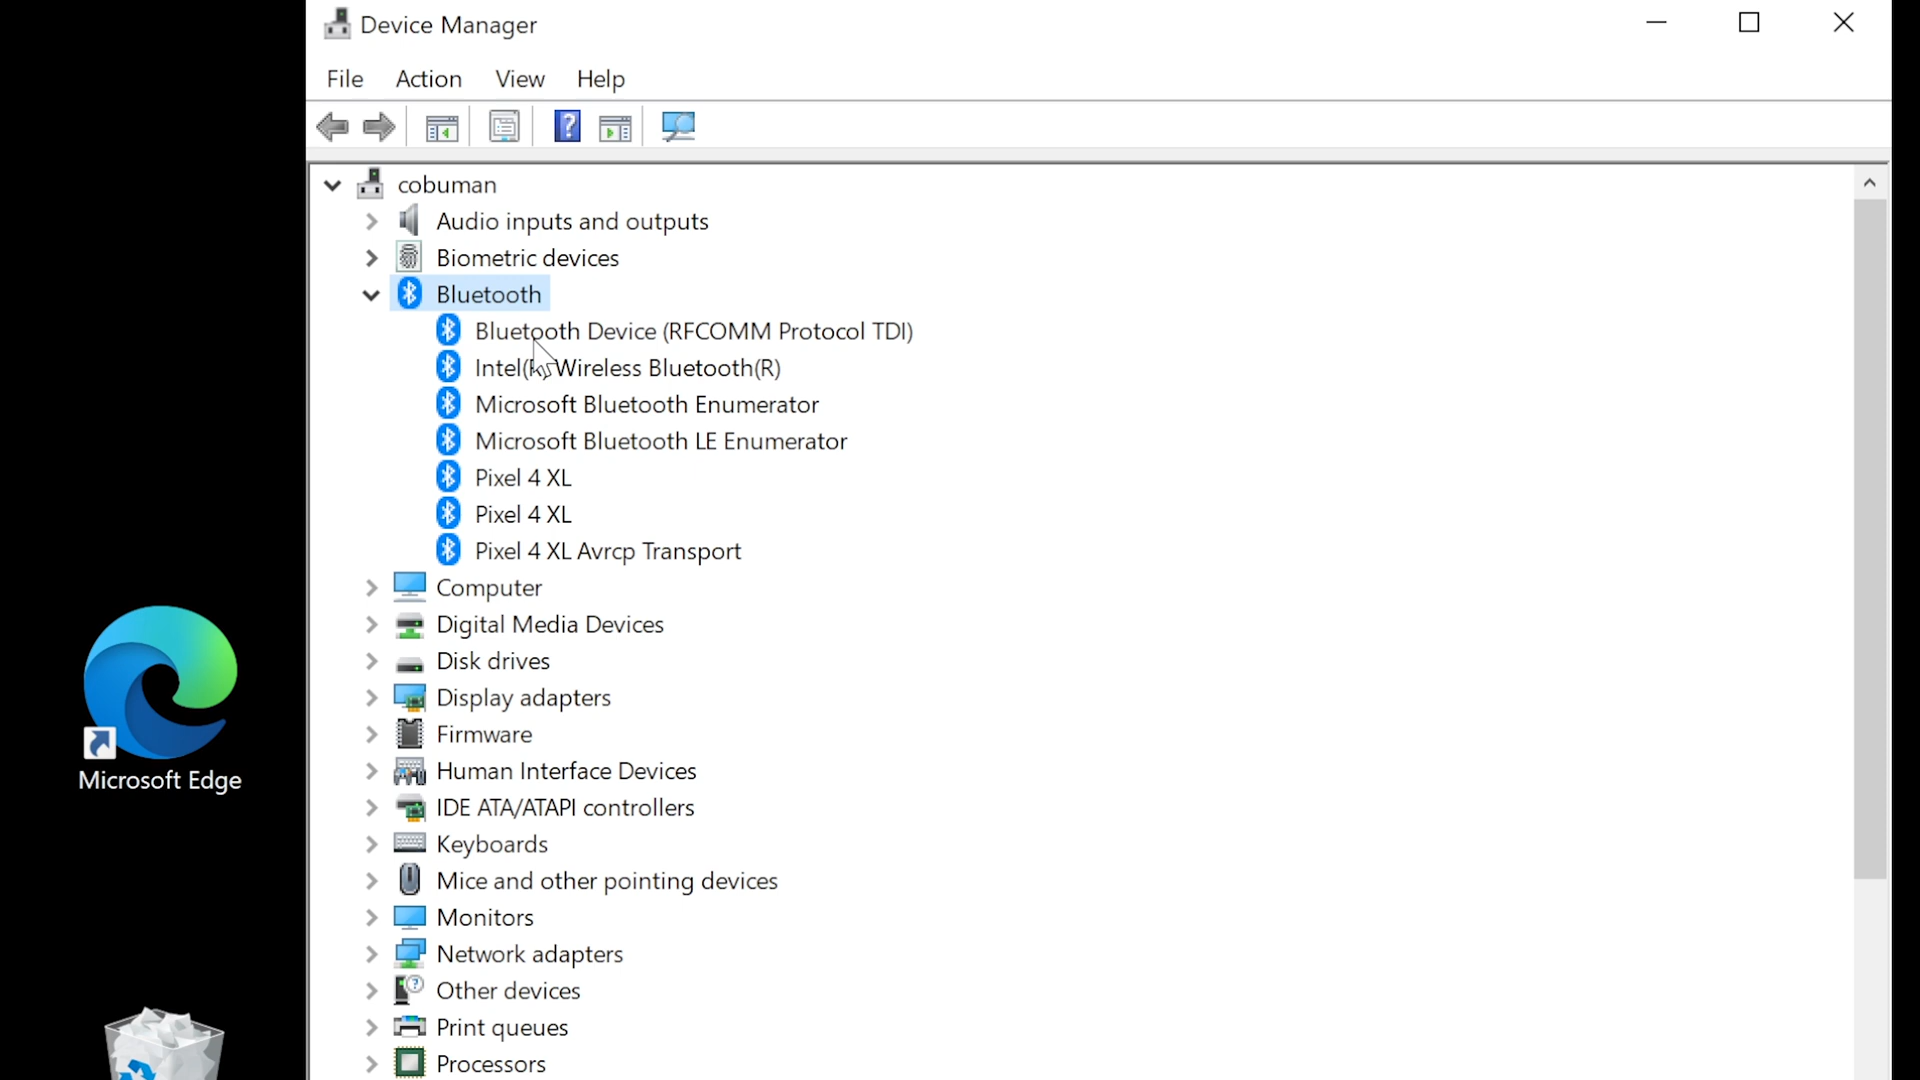 Device Manager
File Action View Help
cobuman
Audio inputs and outputs
Biometric devices
Bluetooth
Bluetooth Device (RFCOMM Protocol TDI)
Intel(R) Wireless Bluetooth(R)
Microsoft Bluetooth Enumerator
Microsoft Bluetooth LE Enumerator
Pixel 4 XL
Pixel 4 XL
Pixel 4 XL Avrcp Transport
Computer
Digital Media Devices
Disk drives
Display adapters
Firmware
Human Interface Devices
IDE ATA/ATAPI controllers
Keyboards
Mice and other pointing devices
Monitors
Network adapters
Other devices
Print queues
Processors
Microsoft Edge